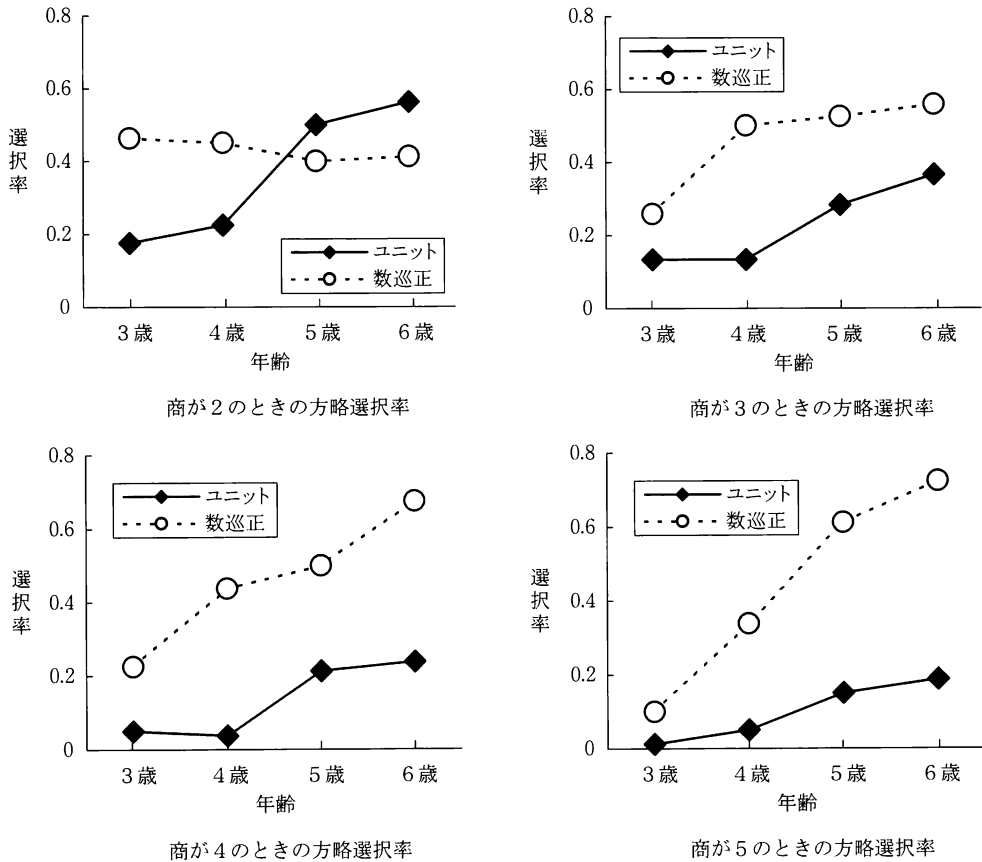 0.8
0.6
0.4
0.2
0
選択率
ユニット
数巡正
3歳 4歳 5歳 6歳
年齢
商が2のときの方略選択率
0.8
0.6
0.4
0.2
0
選択率
ユニット
数巡正
3歳 4歳 5歳 6歳
年齢
商が3のときの方略選択率
0.8
0.6
0.4
0.2
0
選択率
ユニット
数巡正
3歳 4歳 5歳 6歳
年齢
商が4のときの方略選択率
0.8
0.6
0.4
0.2
0
選択率
ユニット
数巡正
3歳 4歳 5歳 6歳
年齢
商が5のときの方略選択率